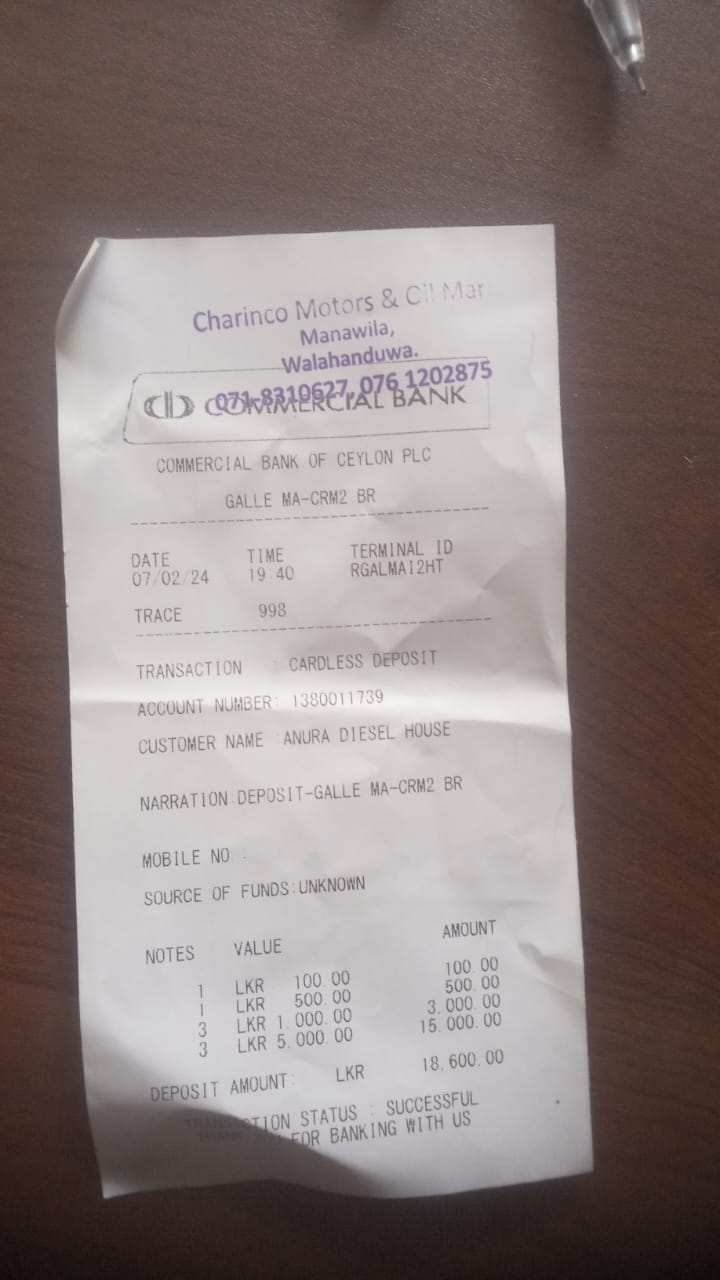 Charinco Motors & Oil Mar
Manawila,
Walahanduwa.
071-8310627, 076 1202875
COMMERCIAL BANK
COMMERCIAL BANK OF CEYLON PLC
GALLE MA-CRM2 BR
DATE TIME TERMINAL ID
07/02/24 19:40 RGALMAI2HT
TRACE 998
TRANSACTION : CARDLESS DEPOSIT
ACCOUNT NUMBER: 1380011739
CUSTOMER NAME : ANURA DIESEL HOUSE
NARRATION:DEPOSIT-GALLE MA-CRM2 BR
MOBILE NO :
SOURCE OF FUNDS:UNKNOWN
NOTES VALUE AMOUNT
1 LKR 100.00 100.00
1 LKR 500.00 500.00
3 LKR 1,000.00 3,000.00
3 LKR 5,000.00 15,000.00
DEPOSIT AMOUNT: LKR 18,600.00
TRANSACTION STATUS : SUCCESSFUL
THANK YOU FOR BANKING WITH US